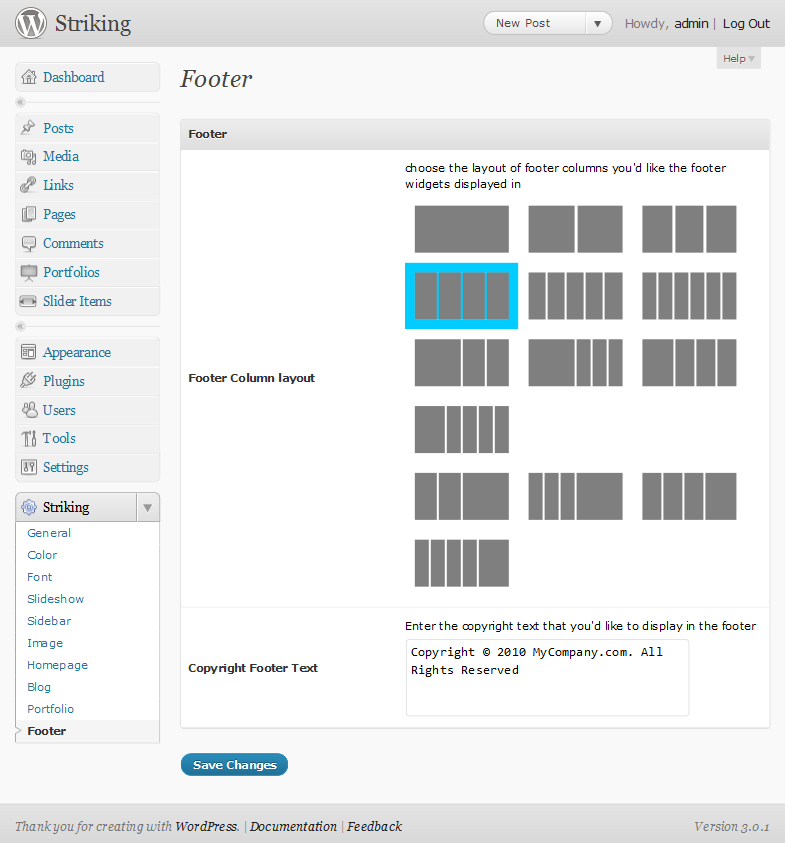 Striking
New Post
Howdy, admin | Log Out
Help
Dashboard
Posts
Media
Links
Pages
Comments
Portfolios
Slider Items
Appearance
Plugins
Users
Tools
Settings
Striking
General
Color
Font
Slideshow
Sidebar
Image
Homepage
Blog
Portfolio
Footer
Footer
Footer
Footer Column layout
choose the layout of footer columns you'd like the footer
widgets displayed in
Copyright Footer Text
Enter the copyright text that you'd like to display in the footer
Copyright © 2010 MyCompany.com. All
Rights Reserved
Save Changes
Thank you for creating with WordPress. | Documentation | Feedback
Version 3.0.1